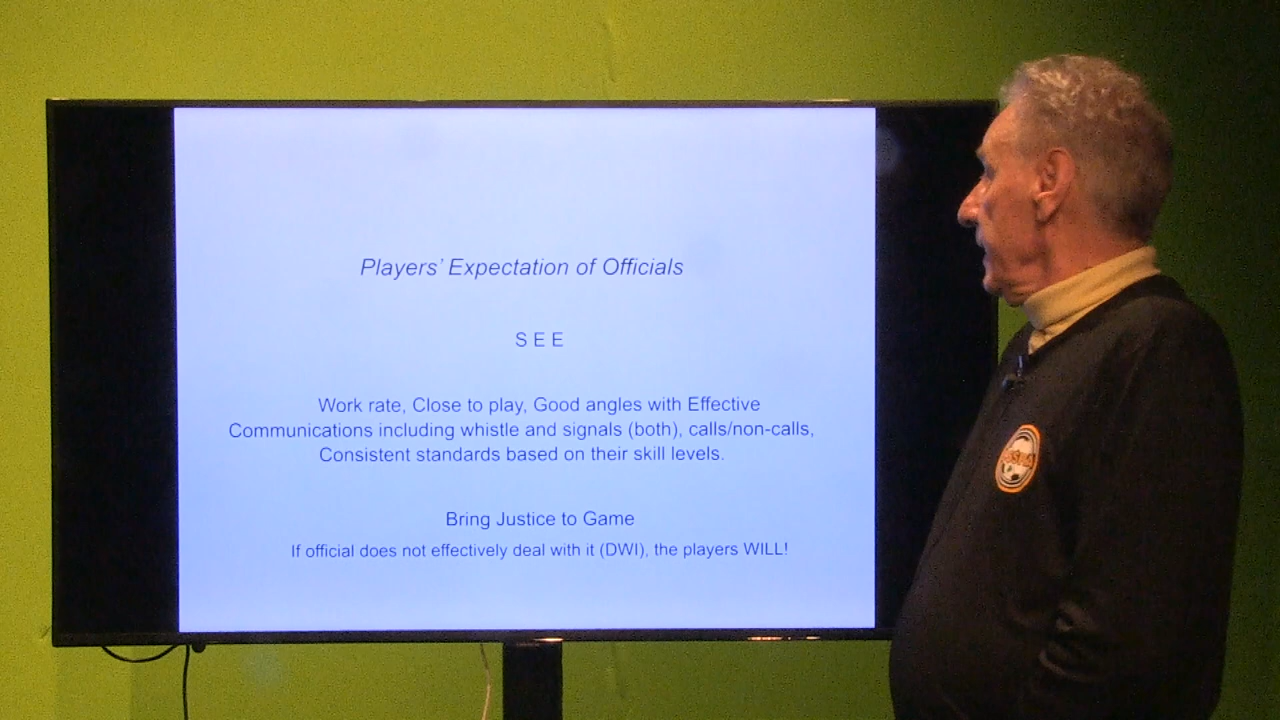 Players’ Expectation of Officials
S E E
Work rate, Close to play, Good angles with Effective
Communications including whistle and signals (both), calls/non-calls,
Consistent standards based on their skill levels.
Bring Justice to Game
If official does not effectively deal with it (DWI), the players WILL!